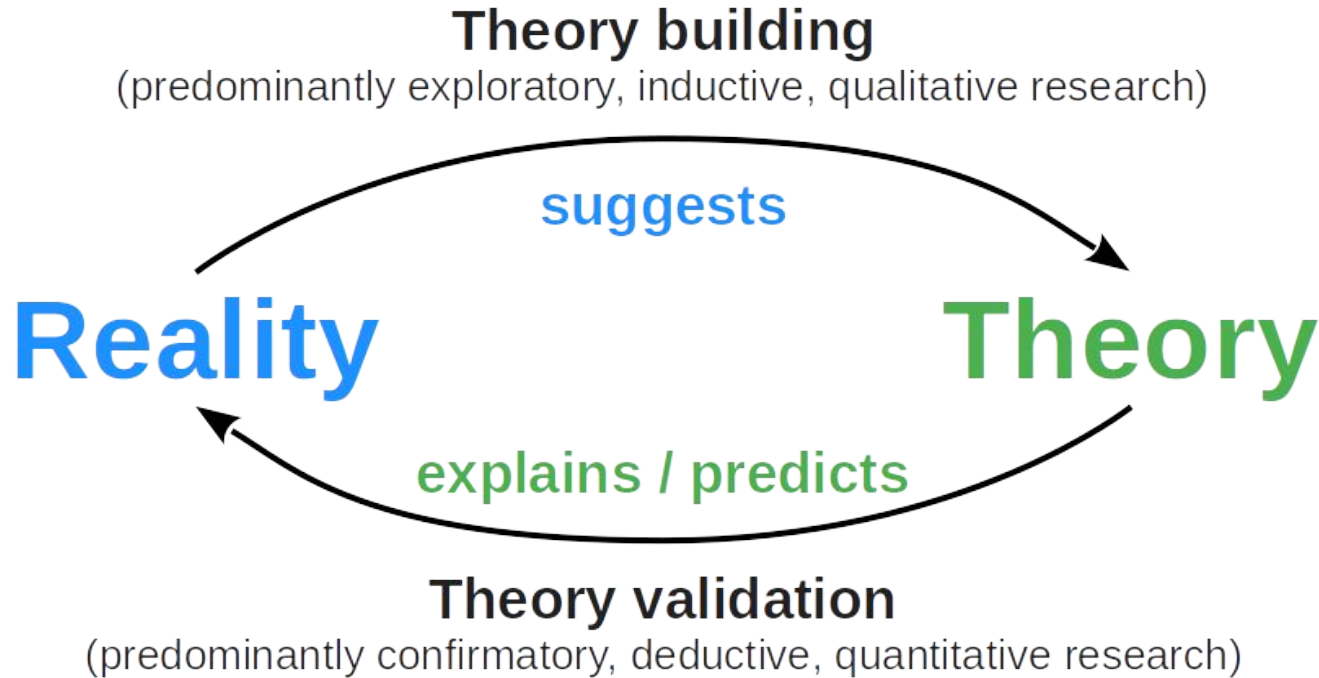 Theory building
(predominantly exploratory, inductive, qualitative research)
suggests
Reality
Theory
explains / predicts
Theory validation
(predominantly confirmatory, deductive, quantitative research)